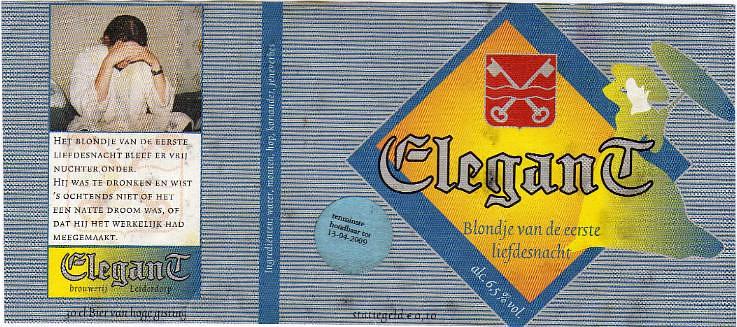 Het blondje van de eerste
liefdesnacht bleef er vrij
nuchter onder.
Hij was te dronken en wist
's ochtends niet of het
een natte droom was, of
dat hij het werkelijk had
meegemaakt.
Elegant
brouwerij Leiderdorp
30 cl Bier van hoge gisting
Ingrediënten: water, mouten, hop, koriander, jeneverbes
tenminste
houdbaar tot
13-04-2009
Elegant
Blondje van de eerste
liefdesnacht
alc. 6,5% vol.
statiegeld € 0,10